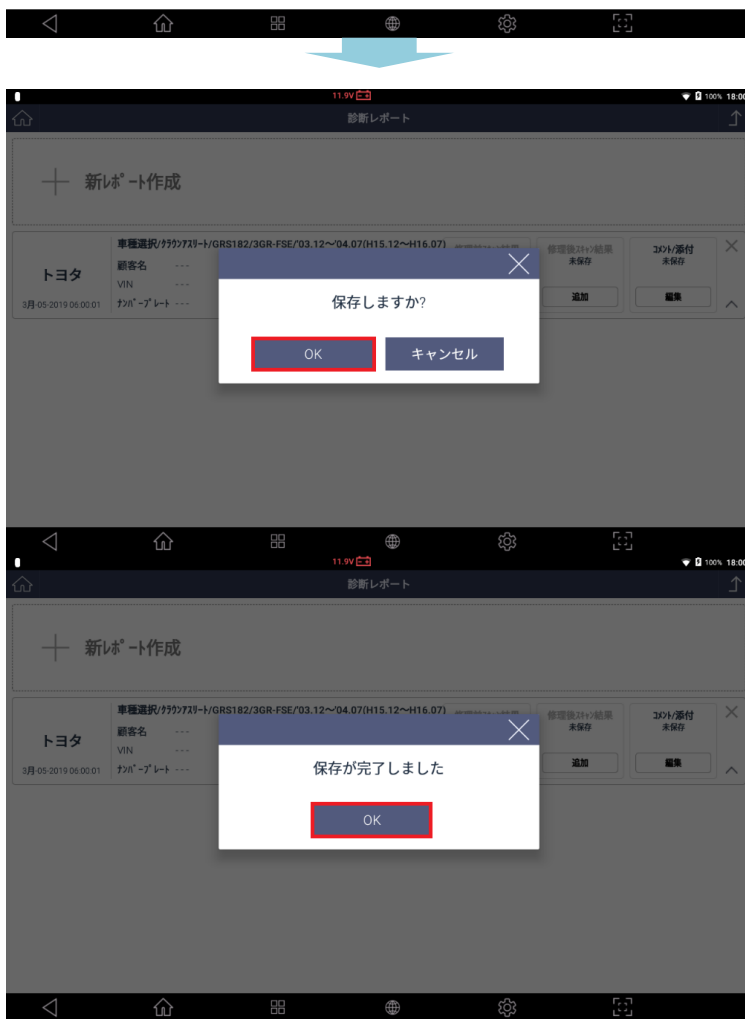 11.9V
100% 18:00
診断レポート
新ﾚﾎﾟｰﾄ作成
車種選択/ｸﾗｳﾝｱｽﾘｰﾄ/GRS182/3GR-FSE/'03.12～'04.07(H15.12～H16.07)
トヨタ
3月-05-2019 06:00:01
顧客名 ---
VIN ---
ﾅﾝﾊﾞｰﾌﾟﾚｰﾄ ---
修理後ｽｷｬﾝ結果
未保存
追加
ｺﾒﾝﾄ/添付
未保存
編集
保存しますか?
OK
キャンセル
11.9V
100% 18:00
診断レポート
新ﾚﾎﾟｰﾄ作成
車種選択/ｸﾗｳﾝｱｽﾘｰﾄ/GRS182/3GR-FSE/'03.12～'04.07(H15.12～H16.07)
トヨタ
3月-05-2019 06:00:01
顧客名 ---
VIN ---
ﾅﾝﾊﾞｰﾌﾟﾚｰﾄ ---
修理後ｽｷｬﾝ結果
未保存
追加
ｺﾒﾝﾄ/添付
未保存
編集
保存が完了しました
OK